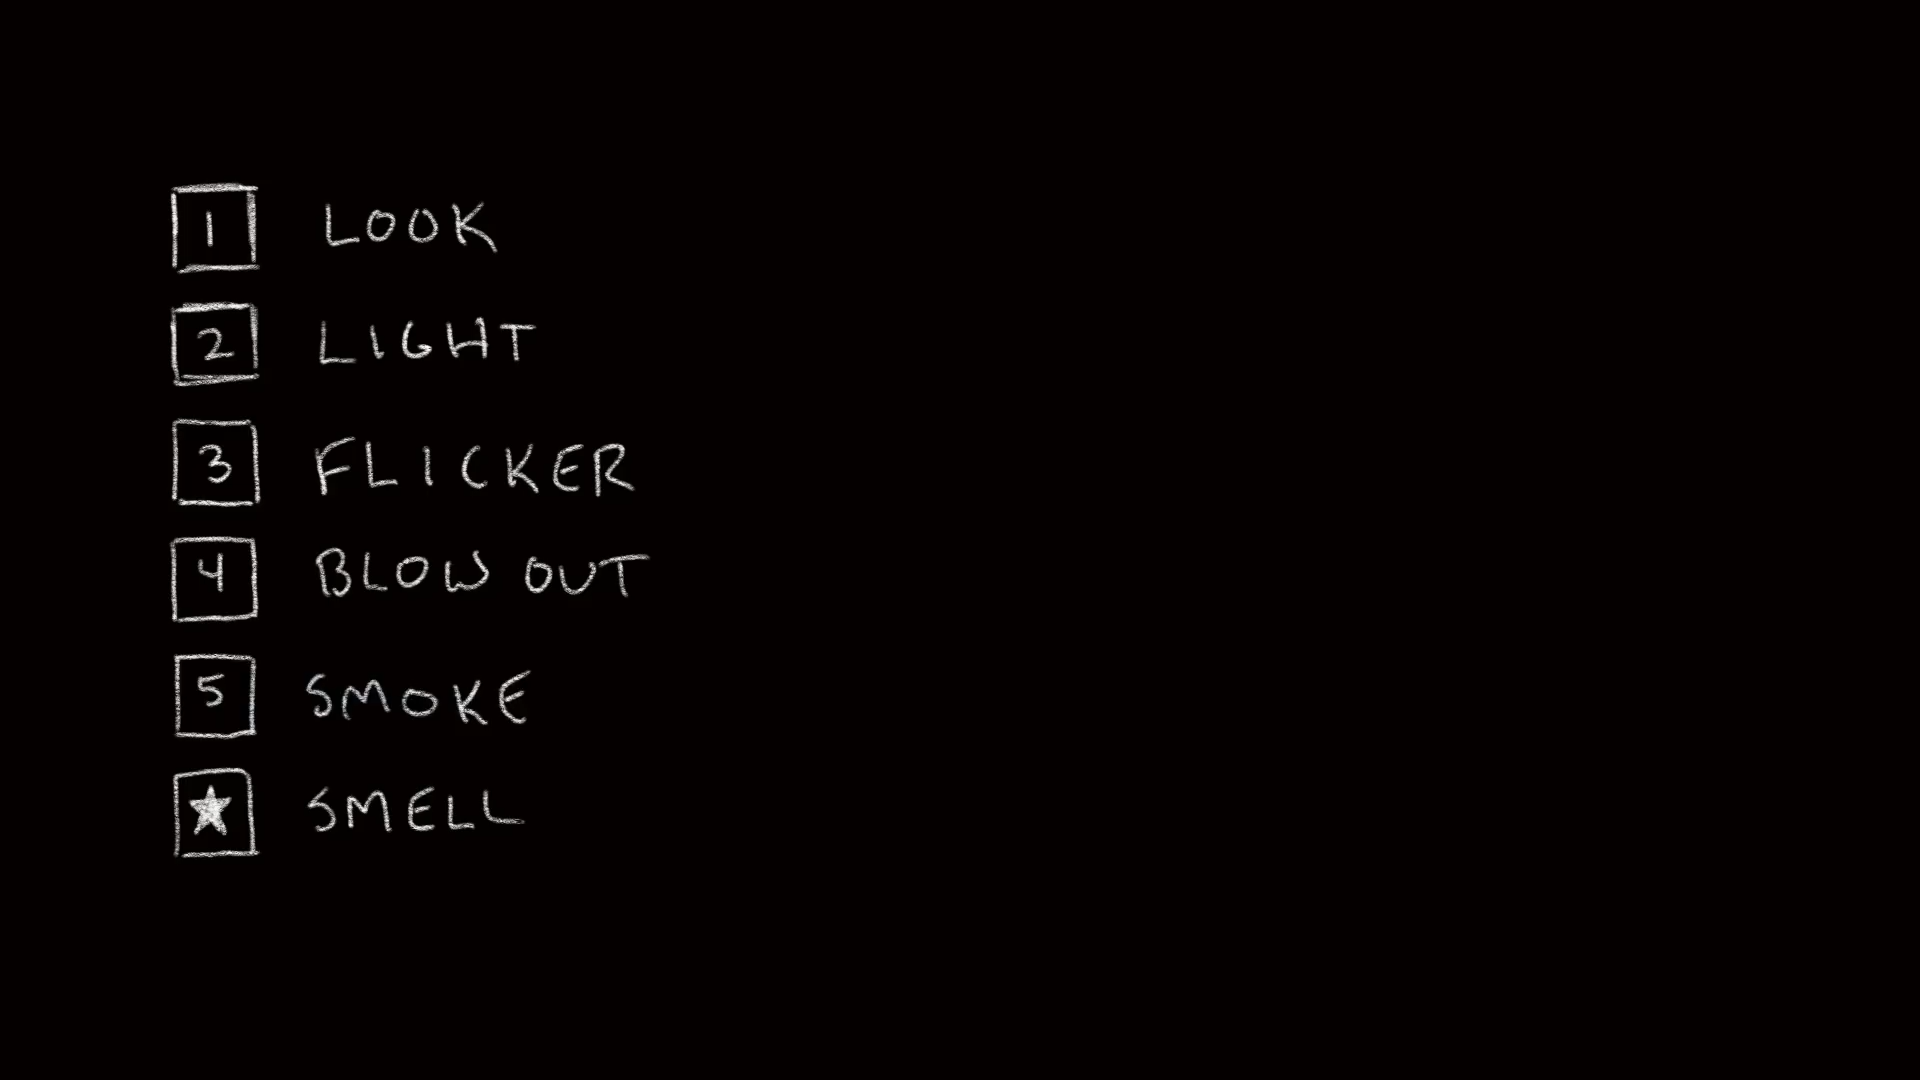 1 LOOK
2 LIGHT
3 FLICKER
4 BLOW OUT
5 SMOKE
★ SMELL